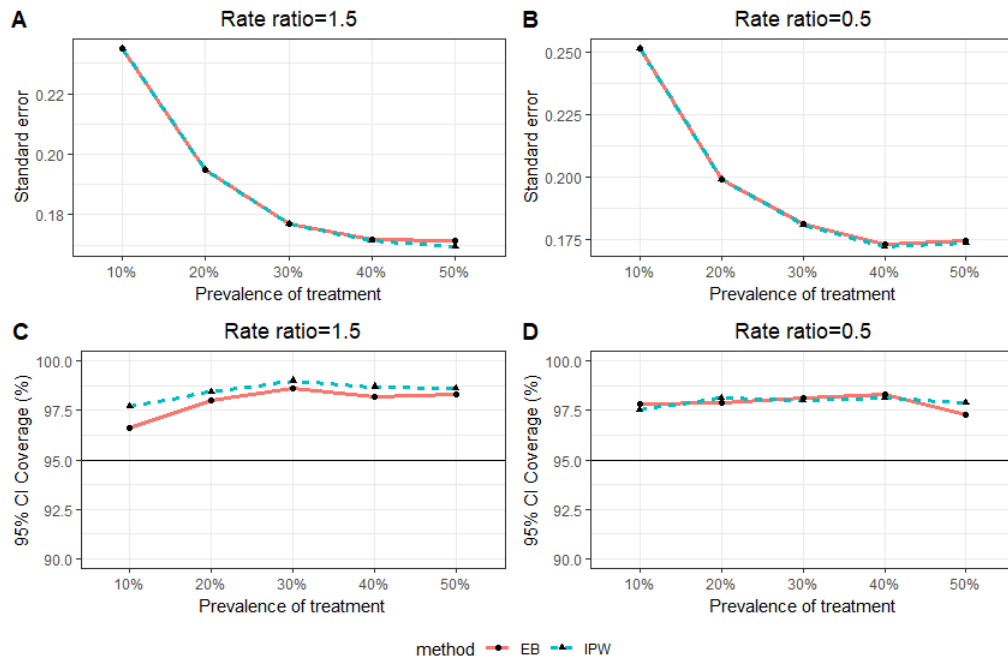 A
Rate ratio=1.5
Standard error
0.22
0.20
0.18
10% 20% 30% 40% 50%
Prevalence of treatment
B
Rate ratio=0.5
Standard error
0.250
0.225
0.200
0.175
10% 20% 30% 40% 50%
Prevalence of treatment
C
Rate ratio=1.5
95% CI Coverage (%)
100.0
97.5
95.0
92.5
90.0
10% 20% 30% 40% 50%
Prevalence of treatment
D
Rate ratio=0.5
95% CI Coverage (%)
100.0
97.5
95.0
92.5
90.0
10% 20% 30% 40% 50%
Prevalence of treatment
method EB IPW